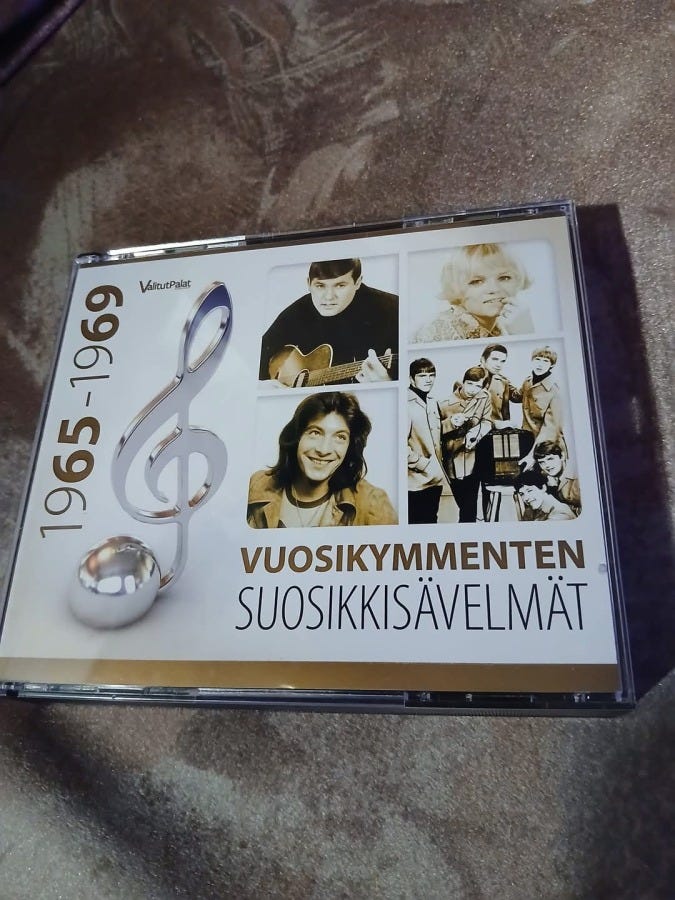 ValitutPalat
1965-1969
VUOSIKYMMENTEN
SUOSIKKISÄVELMÄT